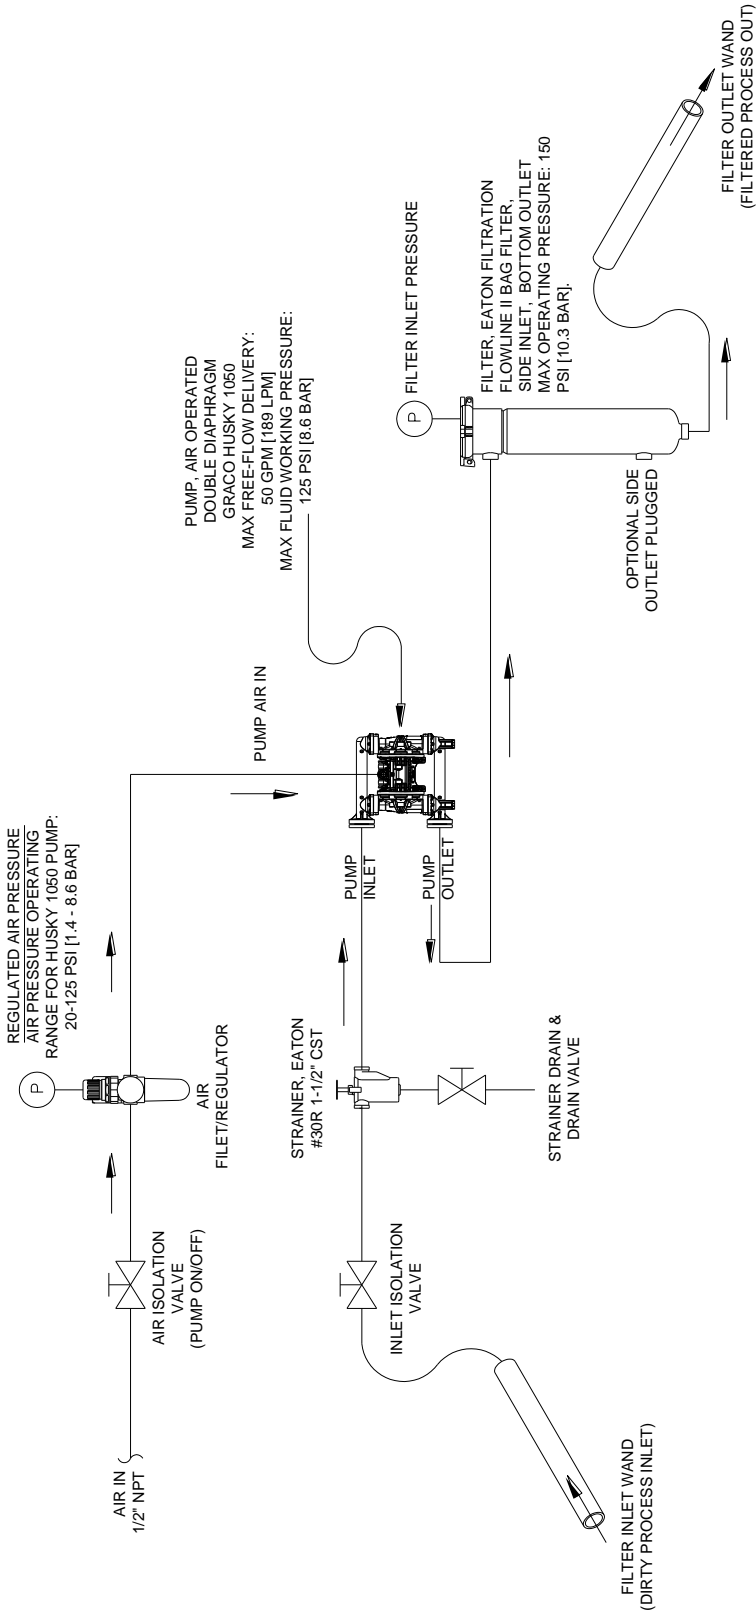 REGULATED AIR PRESSURE
AIR PRESSURE OPERATING
RANGE FOR HUSKY 1050 PUMP:
20-125 PSI [1.4 - 8.6 BAR]
P
AIR IN
1/2" NPT
AIR ISOLATION
VALVE
(PUMP ON/OFF)
AIR
FILET/REGULATOR
PUMP AIR IN
PUMP, AIR OPERATED
DOUBLE DIAPHRAGM
GRACO HUSKY 1050
MAX FREE-FLOW DELIVERY:
50 GPM [189 LPM]
MAX FLUID WORKING PRESSURE:
125 PSI [8.6 BAR]
FILTER INLET WAND
(DIRTY PROCESS INLET)
INLET ISOLATION
VALVE
STRAINER, EATON
#30R 1-1/2" CST
STRAINER DRAIN &
DRAIN VALVE
PUMP
INLET
PUMP
OUTLET
P
FILTER INLET PRESSURE
FILTER, EATON FILTRATION
FLOWLINE II BAG FILTER,
SIDE INLET, BOTTOM OUTLET
MAX OPERATING PRESSURE: 150
PSI [10.3 BAR].
OPTIONAL SIDE
OUTLET PLUGGED
FILTER OUTLET WAND
(FILTERED PROCESS OUT)